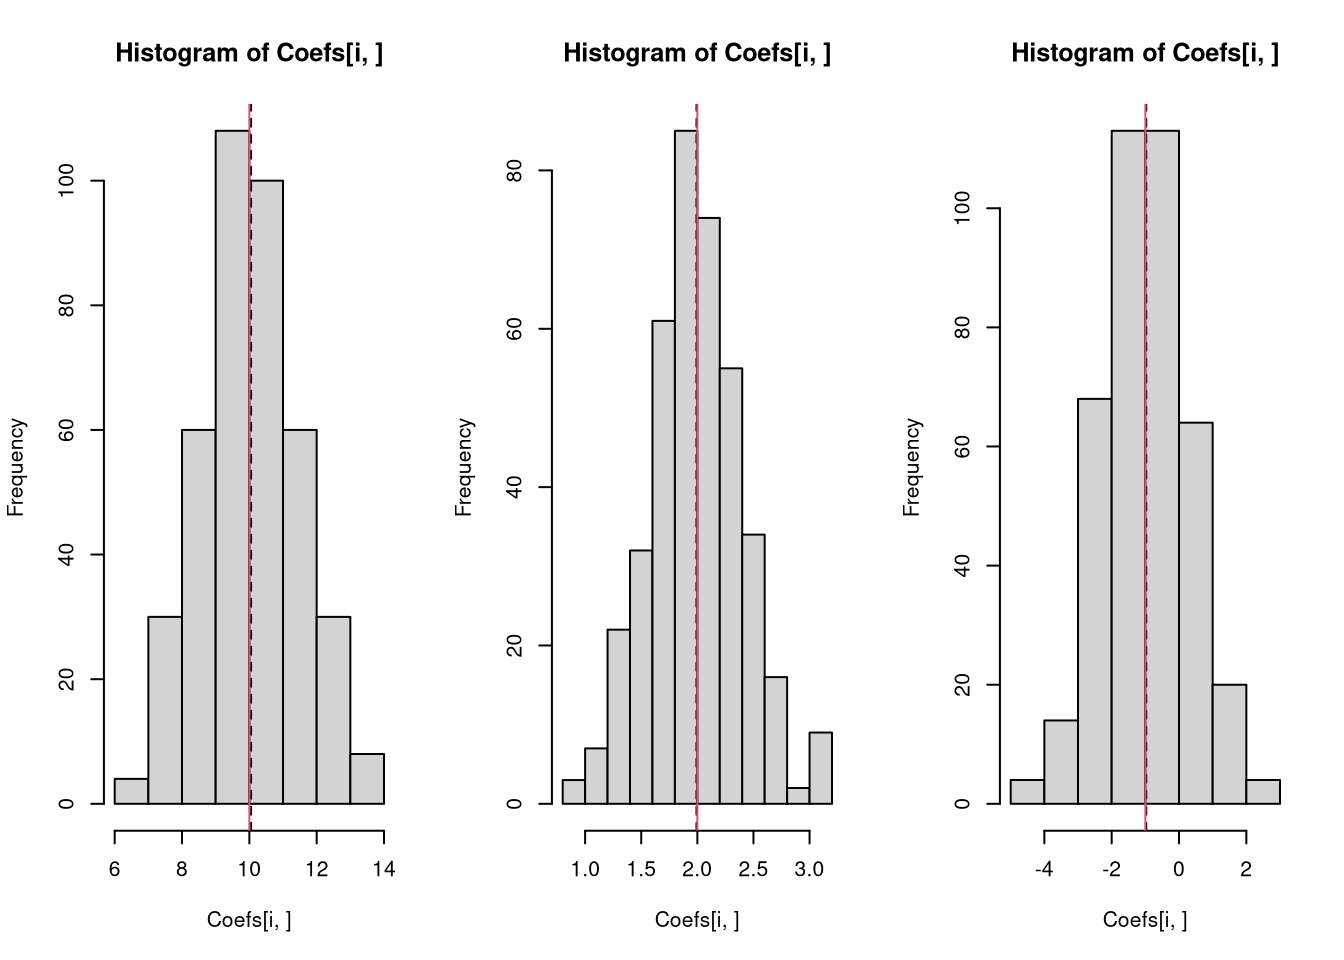 Histogram of Coefs[i, ]
Frequency
100
80
60
40
20
0
6 8 10 12 14
Coefs[i, ]
Histogram of Coefs[i, ]
Frequency
80
60
40
20
0
1.0 1.5 2.0 2.5 3.0
Coefs[i, ]
Histogram of Coefs[i, ]
Frequency
100
80
60
40
20
0
-4 -2 0 2
Coefs[i, ]